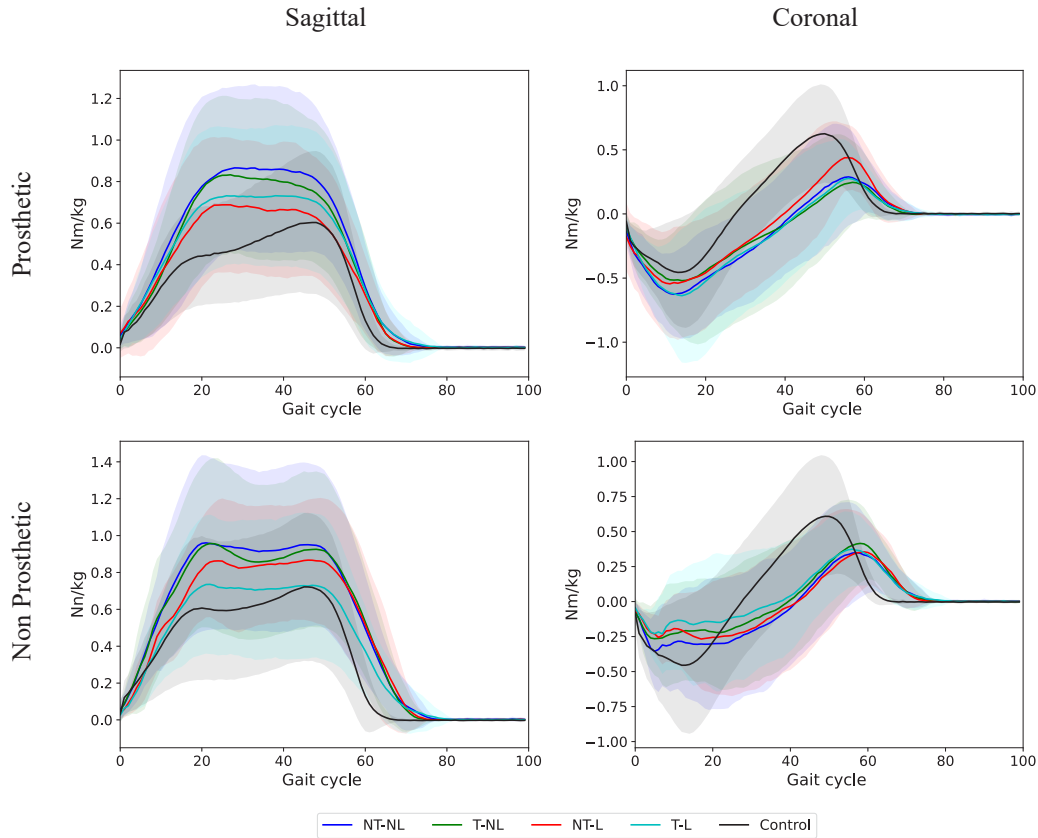 Sagittal Coronal
Prosthetic
Nm/kg
1.2
1.0
0.8
0.6
0.4
0.2
0.0
0 20 40 60 80 100
Gait cycle
Nm/kg
1.0
0.5
0.0
−0.5
−1.0
0 20 40 60 80 100
Gait cycle
Non Prosthetic
Nn/kg
1.4
1.2
1.0
0.8
0.6
0.4
0.2
0.0
0 20 40 60 80 100
Gait cycle
Nm/kg
1.00
0.75
0.50
0.25
0.00
−0.25
−0.50
−0.75
−1.00
0 20 40 60 80 100
Gait cycle
NT-NL T-NL NT-L T-L Control